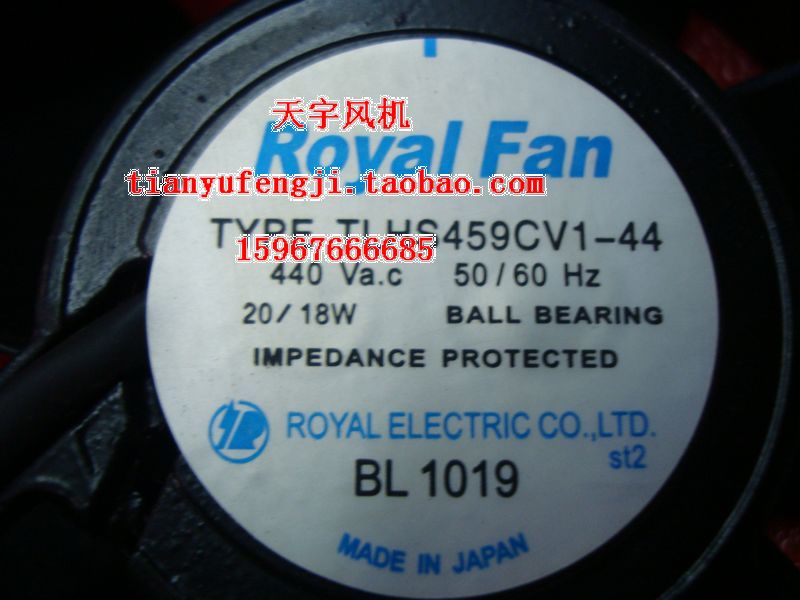 天宇风机
Royal Fan
tianyufengji.taobao.com
TYPE TLHS459CV1-44
15967666685
440 Va.c 50/60 Hz
20/18W BALL BEARING
IMPEDANCE PROTECTED
ROYAL ELECTRIC CO.,LTD.
st2
BL 1019
MADE IN JAPAN